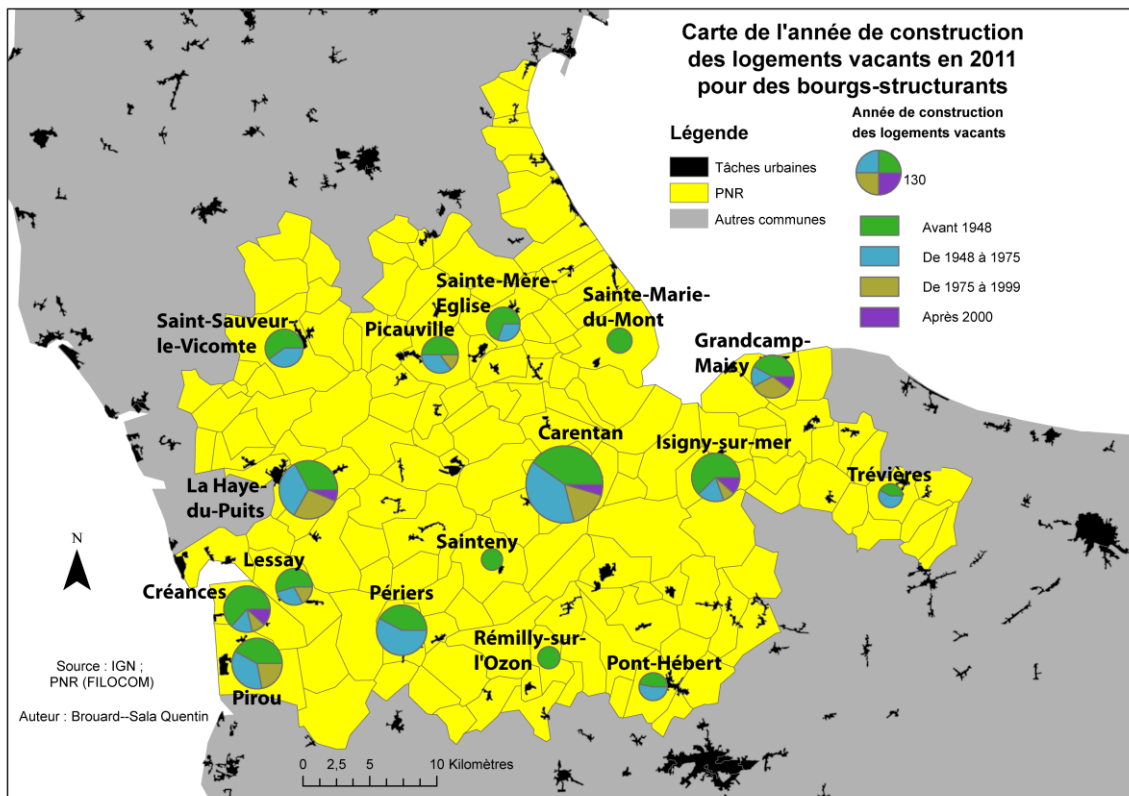 Carte de l'année de construction
des logements vacants en 2011
pour des bourgs-structurants
Légende
Tâches urbaines
PNR
Autres communes
Année de construction
des logements vacants
130
Avant 1948
De 1948 à 1975
De 1975 à 1999
Après 2000
Sainte-Mère-
Eglise
Sainte-Marie-
du-Mont
Saint-Sauveur-
le-Vicomte
Picauville
Grandcamp-
Maisy
Carentan
Isigny-sur-mer
Trévières
La Haye-
du-Puits
Sainteny
Lessay
Créances
Périers
Rémilly-sur-
l'Ozon
Pont-Hébert
Pirou
N
Source : IGN ;
PNR (FILOCOM)
Auteur : Brouard--Sala Quentin
0 2,5 5 10 Kilomètres